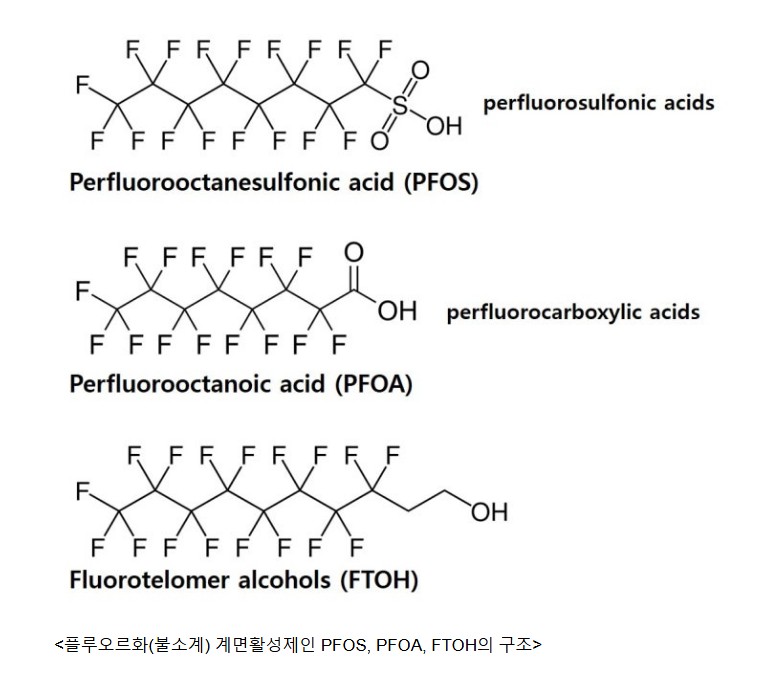 F F F F F F F F
F O
S perfluorosulfonic acids
OH
F F F F F F F F O
Perfluorooctanesulfonic acid (PFOS)
F F F F F F O
F
OH perfluorocarboxylic acids
F F F F F F F F
Perfluorooctanoic acid (PFOA)
F F F F F F F F
F
OH
F F F F F F F F
Fluorotelomer alcohols (FTOH)
<플루오르화(불소계) 계면활성제인 PFOS, PFOA, FTOH의 구조>